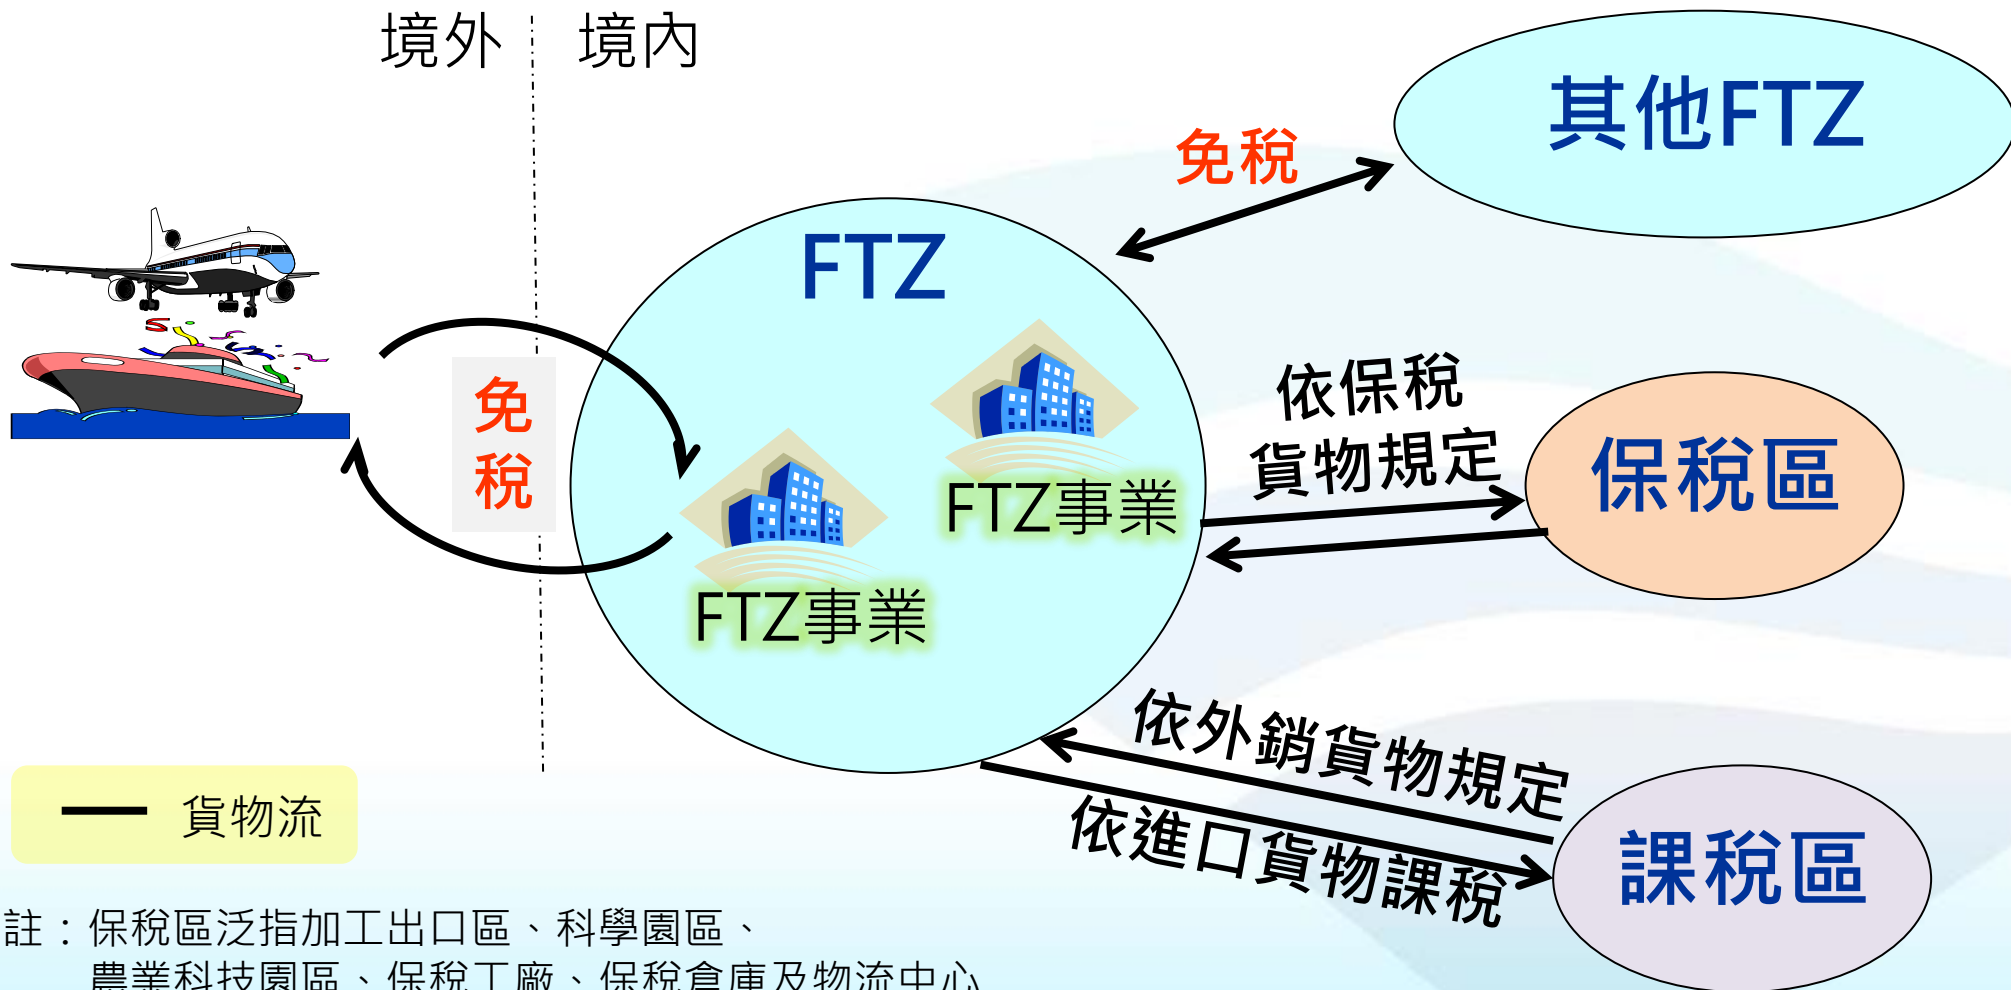 境外
境內
其他FTZ
免稅
FTZ
免
稅
依保稅
貨物規定
保稅區
FTZ事業
FTZ事業
依外銷貨物規定
依進口貨物課稅
課稅區
貨物流
註：保稅區泛指加工出口區、科學園區、
農業科技園區、保稅工廠、保稅倉庫及物流中心